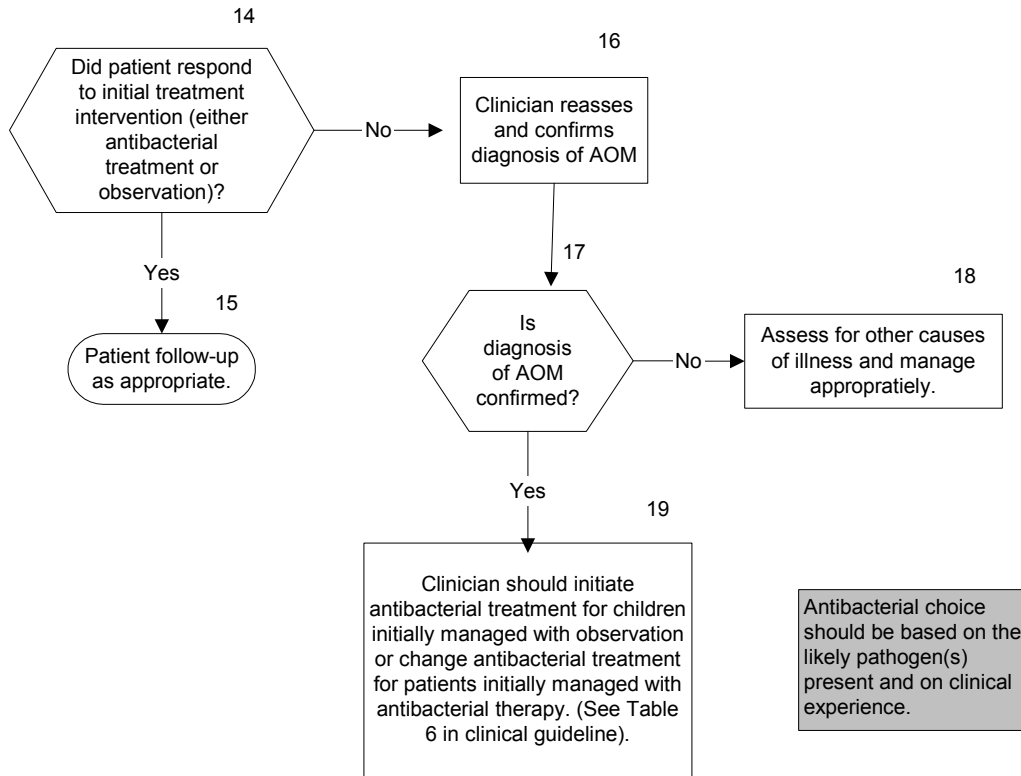 14
Did patient respond
to initial treatment
intervention (either
antibacterial
treatment or
observation)?
No
16
Clinician reasses
and confirms
diagnosis of AOM
Yes
15
Patient follow-up
as appropriate.
17
Is
diagnosis
of AOM
confirmed?
No
18
Assess for other causes
of illness and manage
appropratiely.
Yes
19
Clinician should initiate
antibacterial treatment for children
initially managed with observation
or change antibacterial treatment
for patients initially managed with
antibacterial therapy. (See Table
6 in clinical guideline).
Antibacterial choice
should be based on the
likely pathogen(s)
present and on clinical
experience.